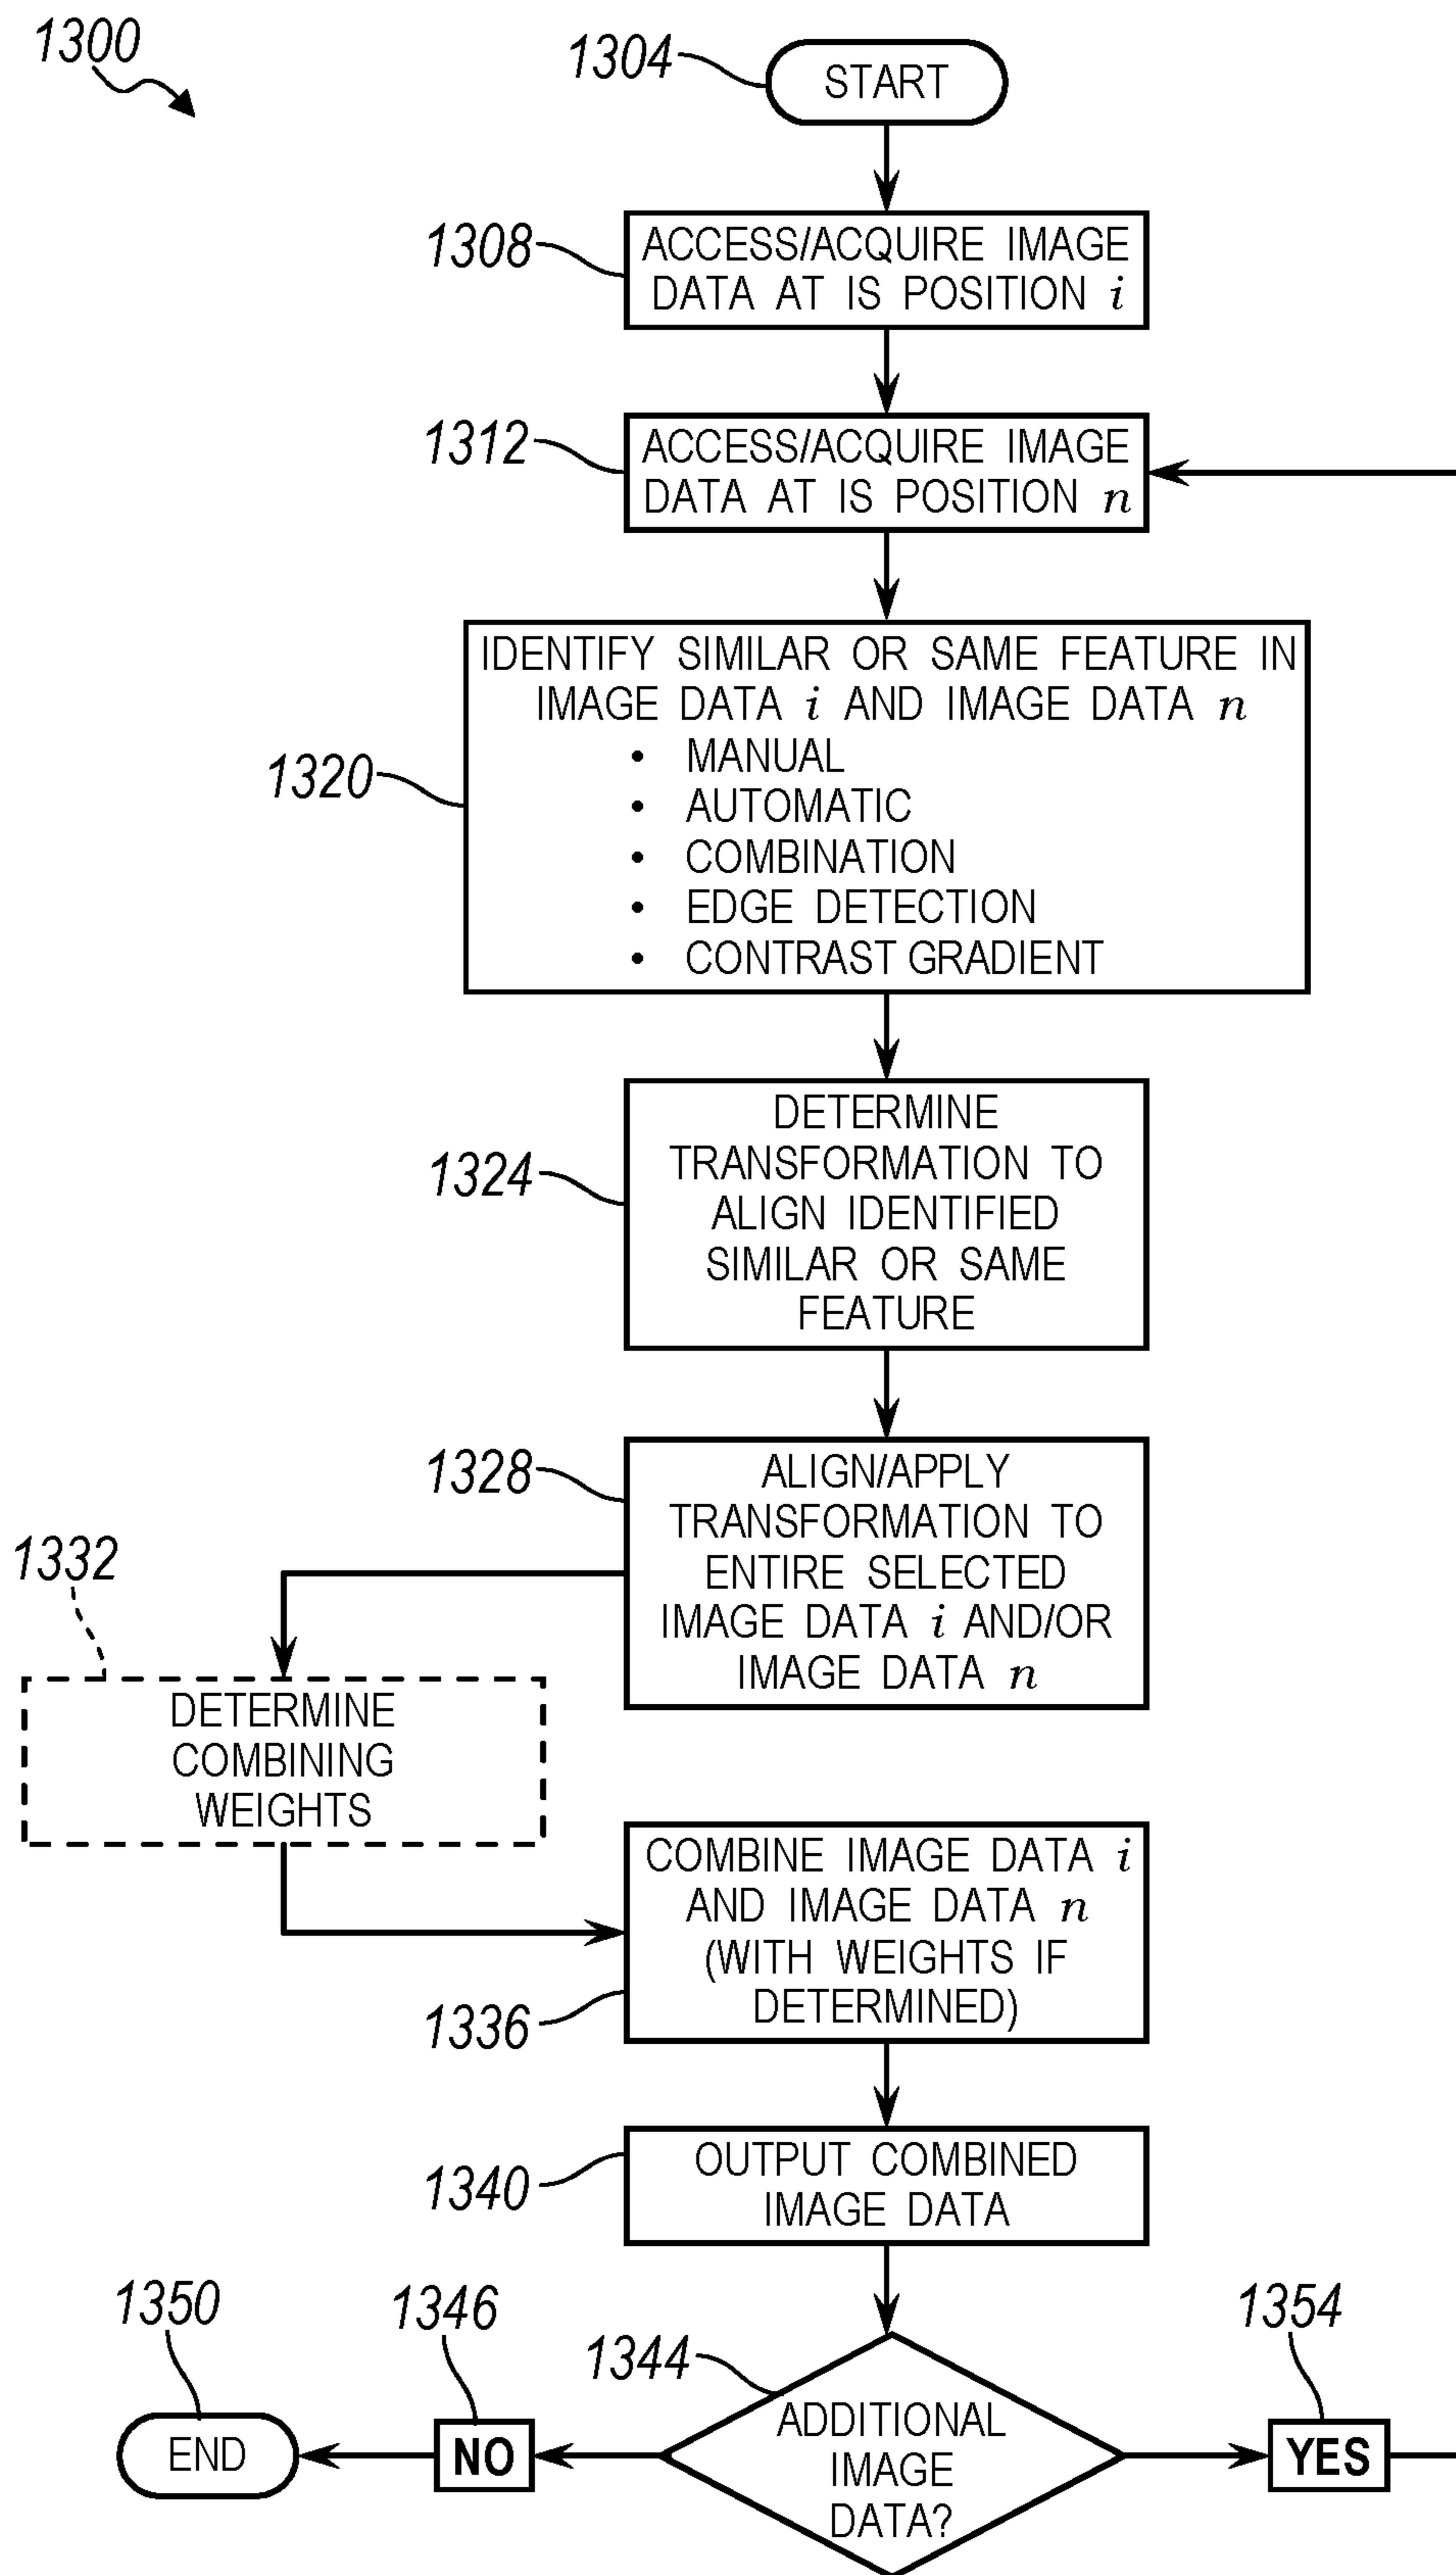 1300
1304
START
1308
ACCESS/ACQUIRE IMAGE
DATA AT IS POSITION i
1312
ACCESS/ACQUIRE IMAGE
DATA AT IS POSITION n
1320
IDENTIFY SIMILAR OR SAME FEATURE IN
IMAGE DATA i AND IMAGE DATA n
• MANUAL
• AUTOMATIC
• COMBINATION
• EDGE DETECTION
• CONTRAST GRADIENT
1324
DETERMINE
TRANSFORMATION TO
ALIGN IDENTIFIED
SIMILAR OR SAME
FEATURE
1328
ALIGN/APPLY
TRANSFORMATION TO
ENTIRE SELECTED
IMAGE DATA i AND/OR
IMAGE DATA n
1332
DETERMINE
COMBINING
WEIGHTS
COMBINE IMAGE DATA i
AND IMAGE DATA n
(WITH WEIGHTS IF
DETERMINED)
1336
OUTPUT COMBINED
IMAGE DATA
1340
1344
ADDITIONAL
IMAGE
DATA?
1346
NO
1350
END
1354
YES